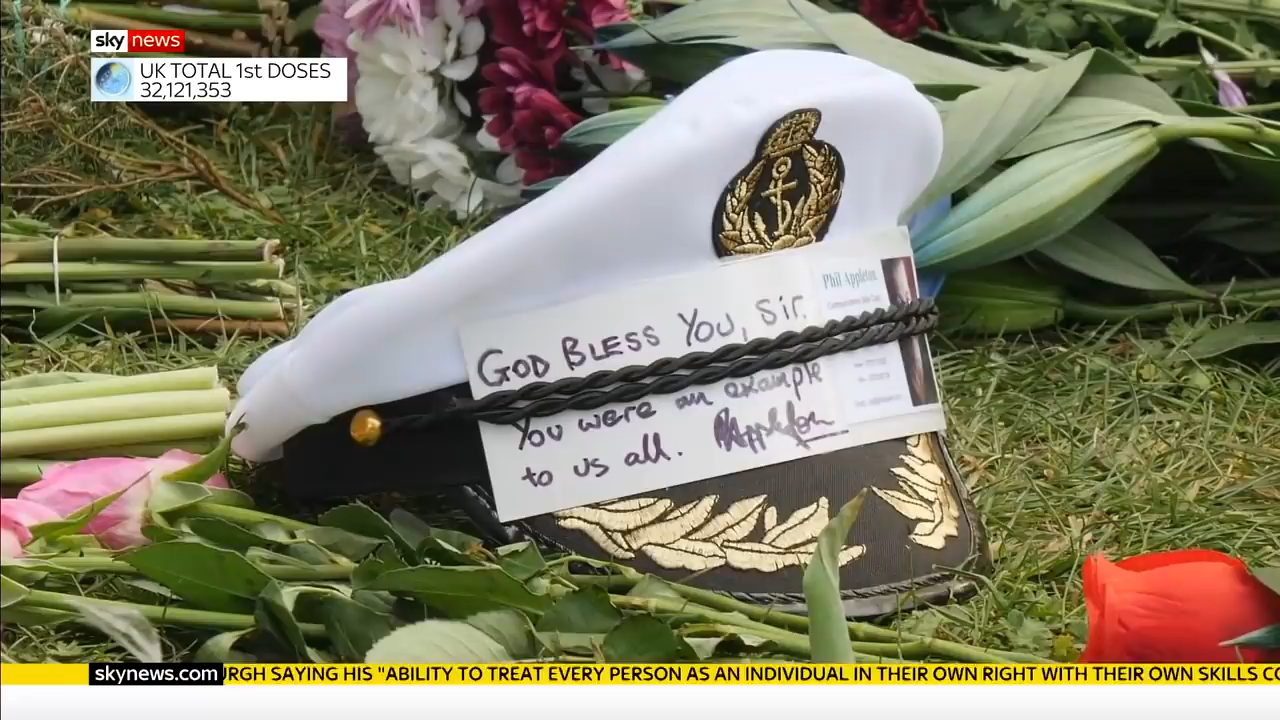 sky news
UK TOTAL 1st DOSES
32,121,353
Phil Appleton
GOD BLESS YOU, Sir.
You were an example
to us all. PAppleton
skynews.com
URGH SAYING HIS "ABILITY TO TREAT EVERY PERSON AS AN INDIVIDUAL IN THEIR OWN RIGHT WITH THEIR OWN SKILLS CO